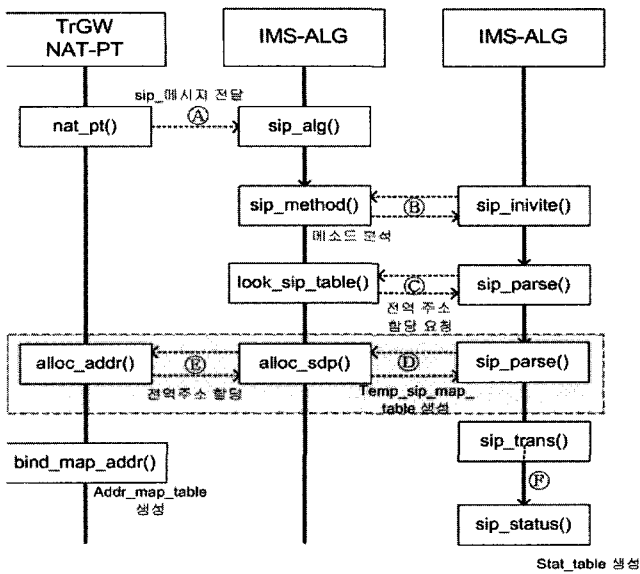 TrGW
NAT-PT
IMS-ALG
IMS-ALG
sip_메시지 전달
nat_pt()
Ⓐ
sip_alg()
sip_method()
Ⓑ
sip_inivite()
메소드 분석
look_sip_table()
Ⓒ
sip_parse()
전역 주소
할당 요청
alloc_addr()
Ⓔ
alloc_sdp()
Ⓓ
sip_parse()
전역주소 할당
Temp_sip_map_
table 생성
sip_trans()
bind_map_addr()
Addr_map_table
생성
Ⓕ
sip_status()
Stat_table 생성